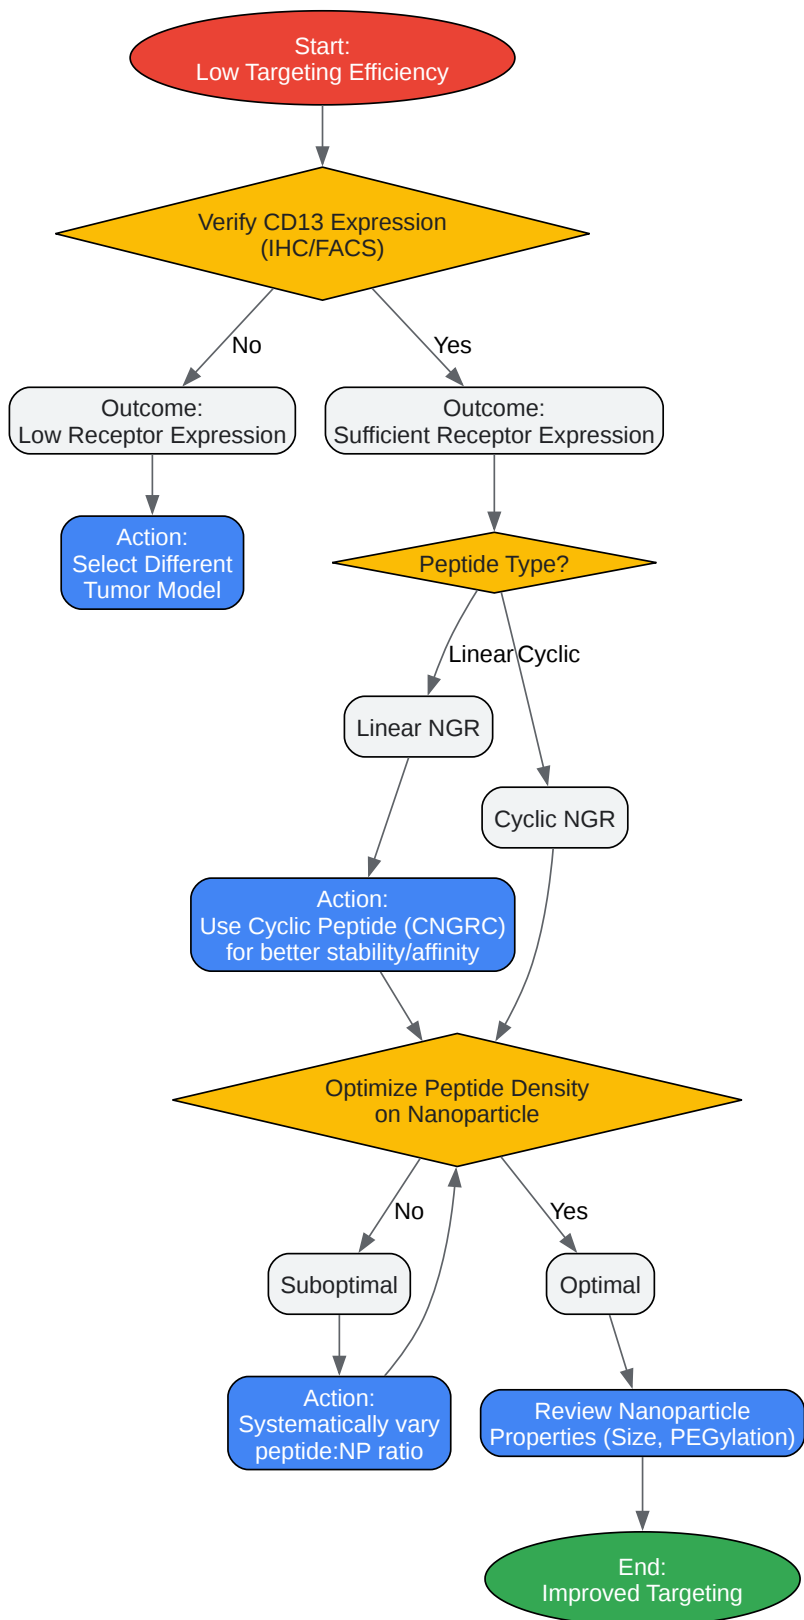 Start:
Low Targeting Efficiency
Verify CD13 Expression
(IHC/FACS)
No
Yes
Outcome:
Low Receptor Expression
Outcome:
Sufficient Receptor Expression
Action:
Select Different
Tumor Model
Peptide Type?
Linear
Cyclic
Linear NGR
Cyclic NGR
Action:
Use Cyclic Peptide (CNGRC)
for better stability/affinity
Optimize Peptide Density
on Nanoparticle
No
Yes
Suboptimal
Optimal
Action:
Systematically vary
peptide:NP ratio
Review Nanoparticle
Properties (Size, PEGylation)
End:
Improved Targeting